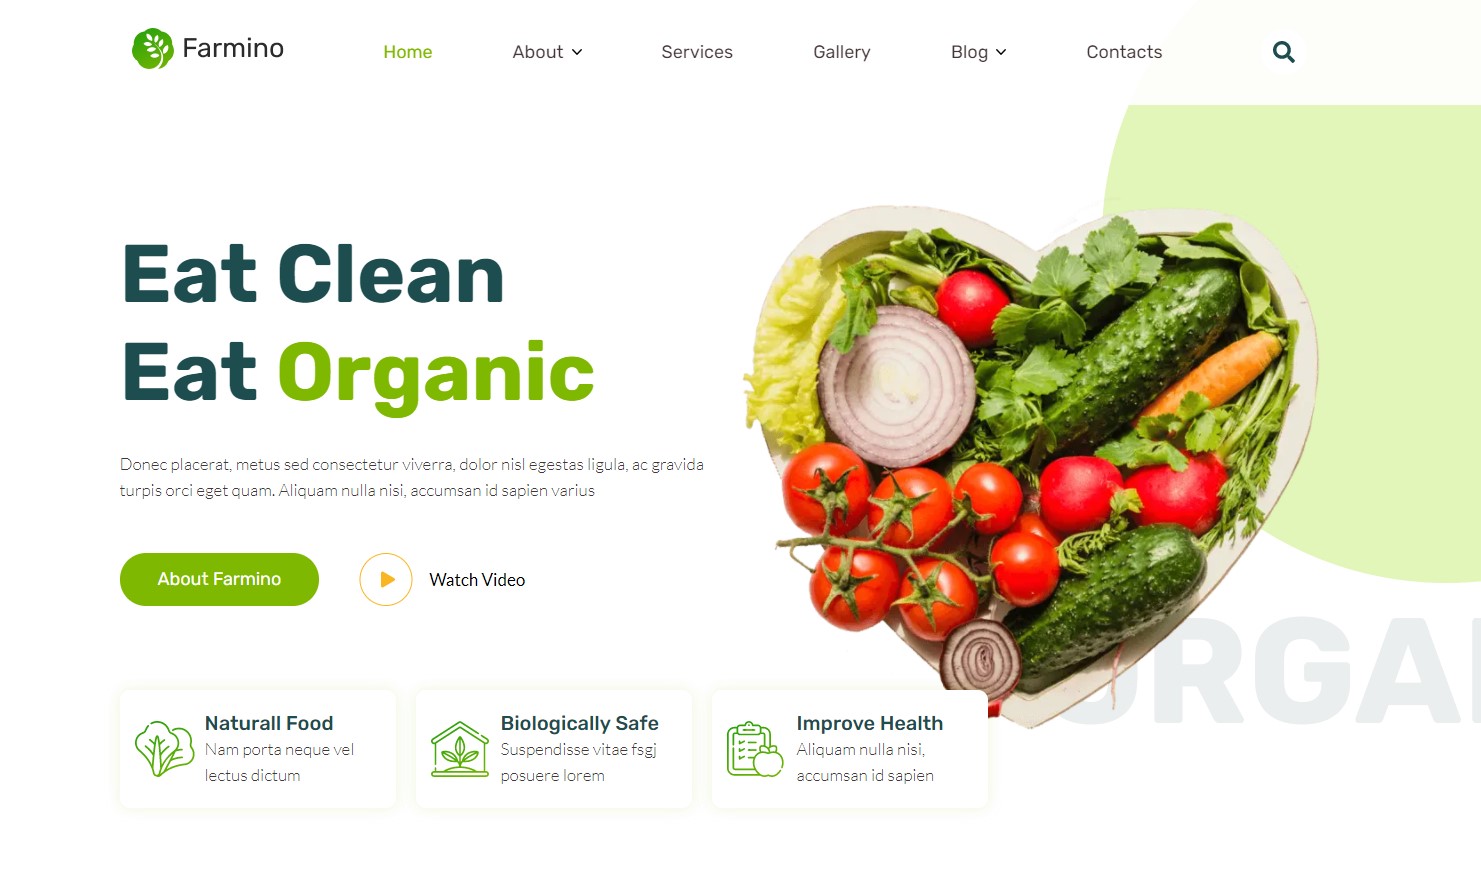 Farmino
Home
About
Services
Gallery
Blog
Contacts
Eat Clean
Eat Organic
Donec placerat, metus sed consectetur viverra, dolor nisl egestas ligula, ac gravida
turpis orci eget quam. Aliquam nulla nisi, accumsan id sapien varius
About Farmino
Watch Video
Naturall Food
Nam porta neque vel
lectus dictum
Biologically Safe
Suspendisse vitae fsgj
posuere lorem
Improve Health
Aliquam nulla nisi,
accumsan id sapien